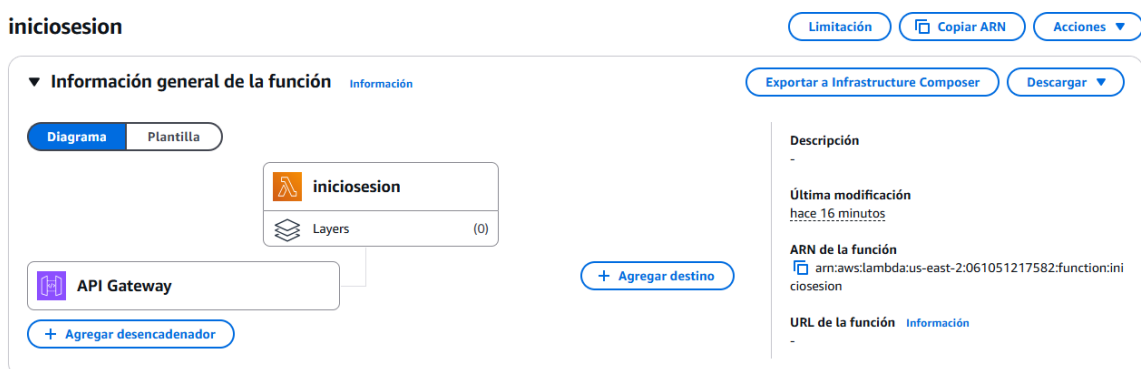 iniciosesion
Limitación
Copiar ARN
Acciones
Información general de la función
Información
Exportar a Infrastructure Composer
Descargar
Diagrama
Plantilla
iniciosesion
Layers
(0)
API Gateway
+ Agregar desencadenador
+ Agregar destino
Descripción
-
Última modificación
hace 16 minutos
ARN de la función
arn:aws:lambda:us-east-2:061051217582:function:ini
ciosesion
URL de la función Información
-